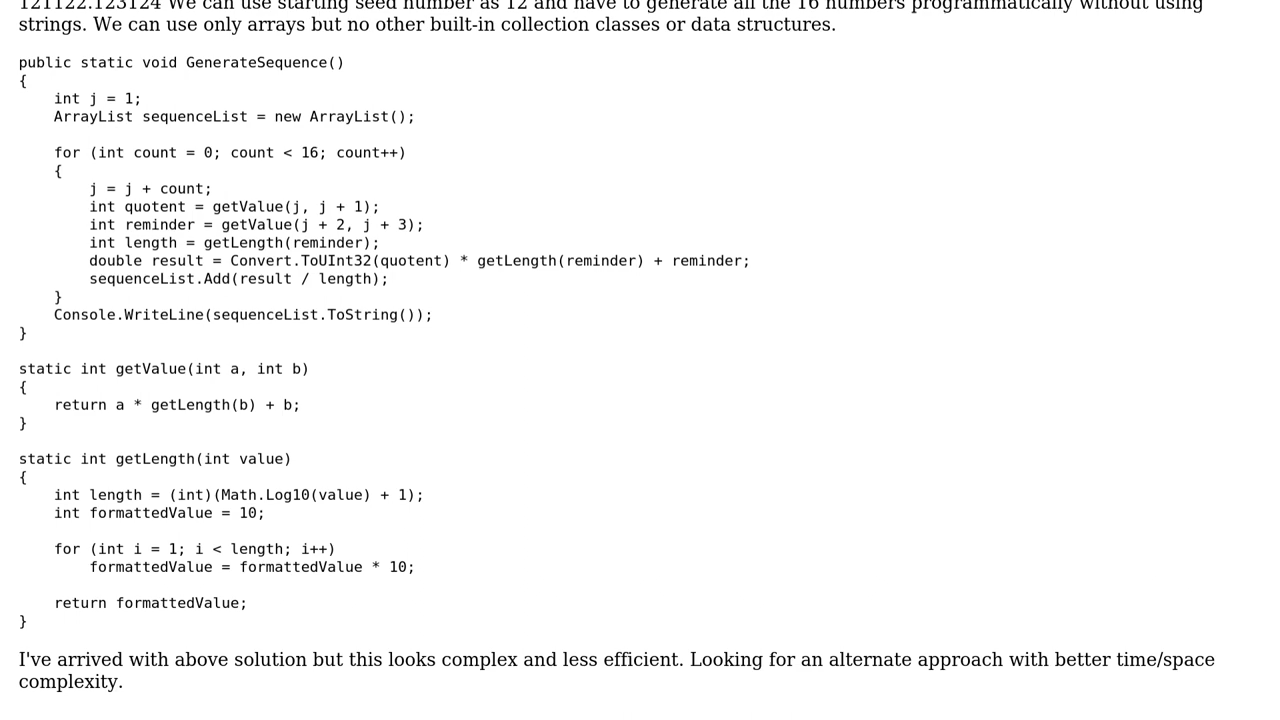 121122.123124 We can use starting seed number as 12 and have to generate all the 16 numbers programmatically without using
strings. We can use only arrays but no other built-in collection classes or data structures.
public static void GenerateSequence()
{
    int j = 1;
    ArrayList sequenceList = new ArrayList();
    for (int count = 0; count < 16; count++)
    {
        j = j + count;
        int quotent = getValue(j, j + 1);
        int reminder = getValue(j + 2, j + 3);
        int length = getLength(reminder);
        double result = Convert.ToUInt32(quotent) * getLength(reminder) + reminder;
        sequenceList.Add(result / length);
    }
    Console.WriteLine(sequenceList.ToString());
}
static int getValue(int a, int b)
{
    return a * getLength(b) + b;
}
static int getLength(int value)
{
    int length = (int)(Math.Log10(value) + 1);
    int formattedValue = 10;
    for (int i = 1; i < length; i++)
        formattedValue = formattedValue * 10;
    return formattedValue;
}
I've arrived with above solution but this looks complex and less efficient. Looking for an alternate approach with better time/space
complexity.